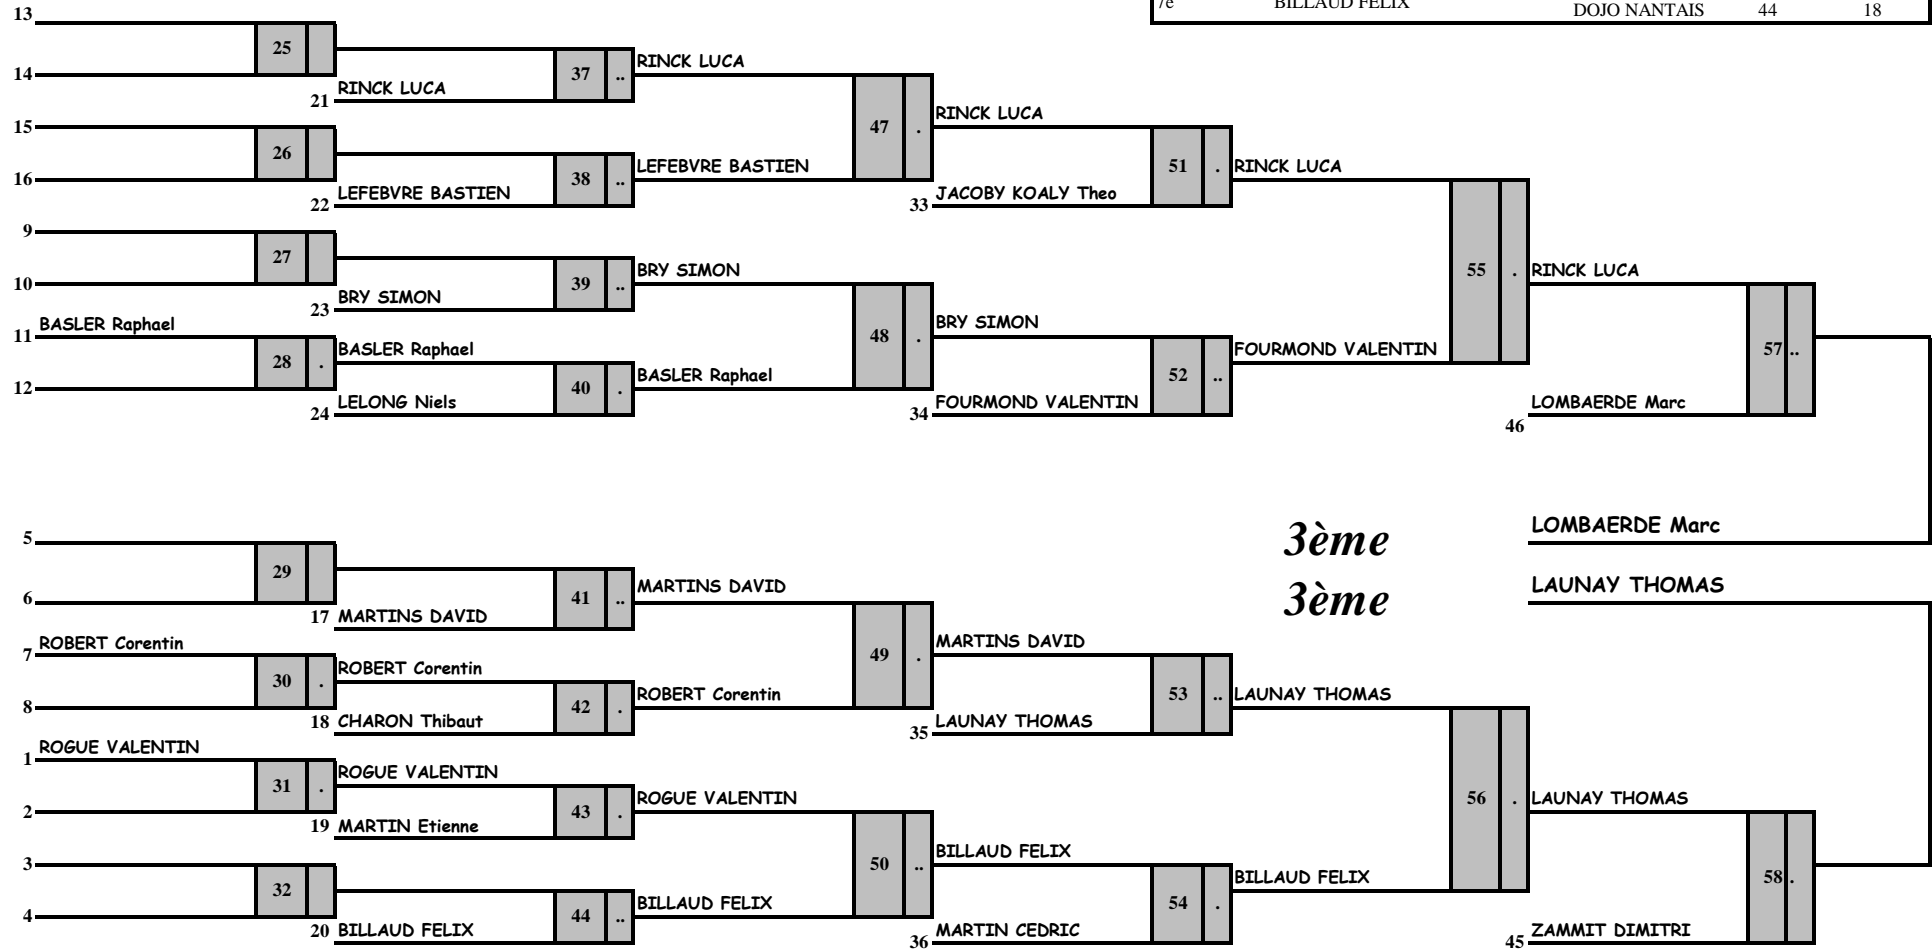 7e BILLAUD FELIX DOJO NANTAIS 44 18
13
25
14
RINCK LUCA
21
37 ..
RINCK LUCA
15
26
16
LEFEBVRE BASTIEN
22
38 ..
LEFEBVRE BASTIEN
47 .
RINCK LUCA
JACOBY KOALY Theo
33
51 .
RINCK LUCA
9
27
10
BRY SIMON
23
39 ..
BRY SIMON
BASLER Raphael
11
28 .
12
BASLER Raphael
LELONG Niels
24
40 .
BASLER Raphael
48 .
BRY SIMON
FOURMOND VALENTIN
34
52 ..
FOURMOND VALENTIN
55 .
RINCK LUCA
LOMBAERDE Marc
46
57 ..
3ème LOMBAERDE Marc
3ème LAUNAY THOMAS
5
29
6
17 MARTINS DAVID
41 ..
MARTINS DAVID
ROBERT Corentin
7
30 .
8
ROBERT Corentin
18 CHARON Thibaut
42 .
ROBERT Corentin
49 .
MARTINS DAVID
LAUNAY THOMAS
35
53 ..
LAUNAY THOMAS
ROGUE VALENTIN
1
31 .
2
ROGUE VALENTIN
19 MARTIN Etienne
43 .
ROGUE VALENTIN
3
32
4
20 BILLAUD FELIX
44 ..
BILLAUD FELIX
50 ..
BILLAUD FELIX
36 MARTIN CEDRIC
54 .
BILLAUD FELIX
56 .
LAUNAY THOMAS
45 ZAMMIT DIMITRI
58 .